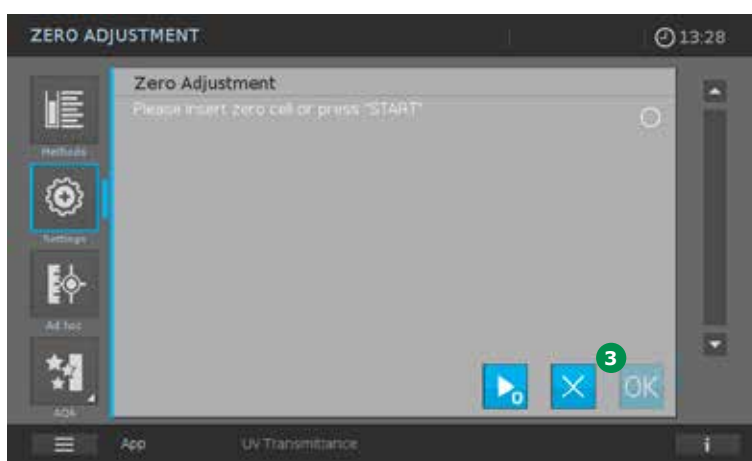 ZERO ADJUSTMENT
13:28
Zero Adjustment
Please insert zero cell or press "START"
Methods
Settings
Ad hoc
AQA
0
3
OK
App
UV Transmittance
i